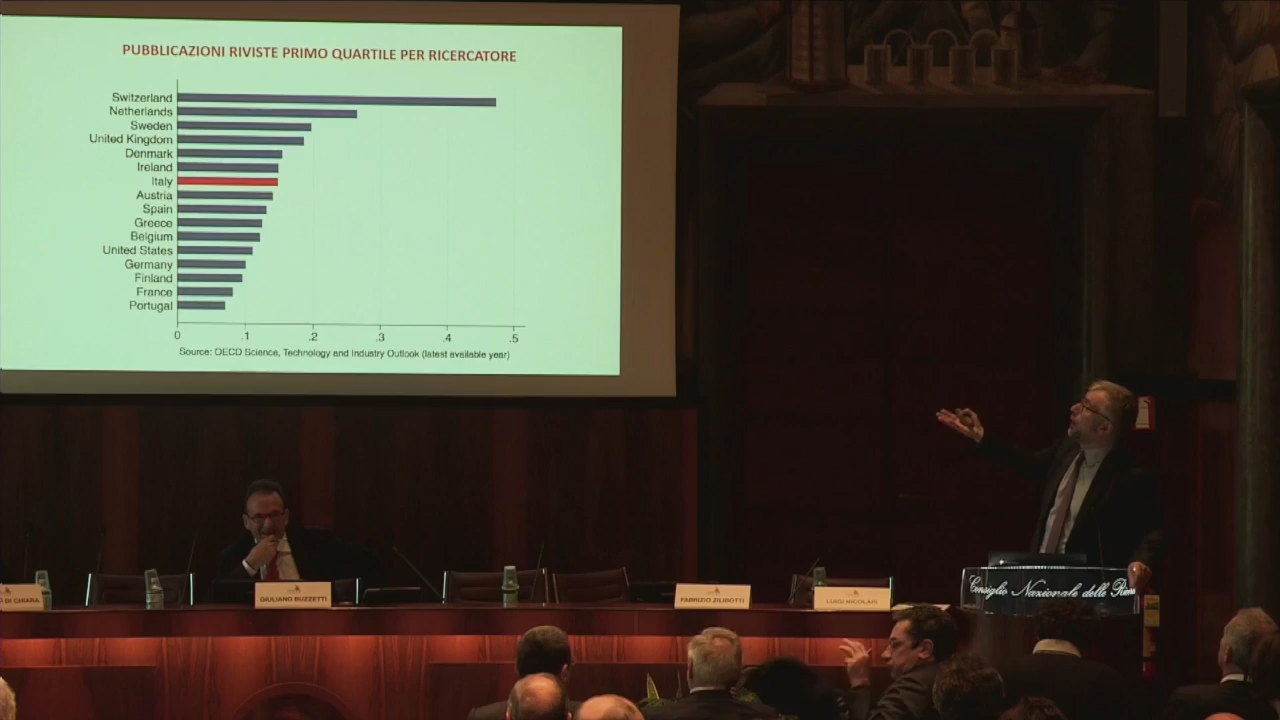 PUBBLICAZIONI RIVISTE PRIMO QUARTILE PER RICERCATORE
Switzerland
Netherlands
Sweden
United Kingdom
Denmark
Ireland
Italy
Austria
Spain
Greece
Belgium
United States
Germany
Finland
France
Portugal
0 .1 .2 .3 .4 .5
Source: OECD Science, Technology and Industry Outlook (latest available year)
DI CHIARA
GIULIANO BUZZETTI
FABRIZIO ZILIBOTTI
LUIGI NICOLAIS
Consiglio Nazionale delle